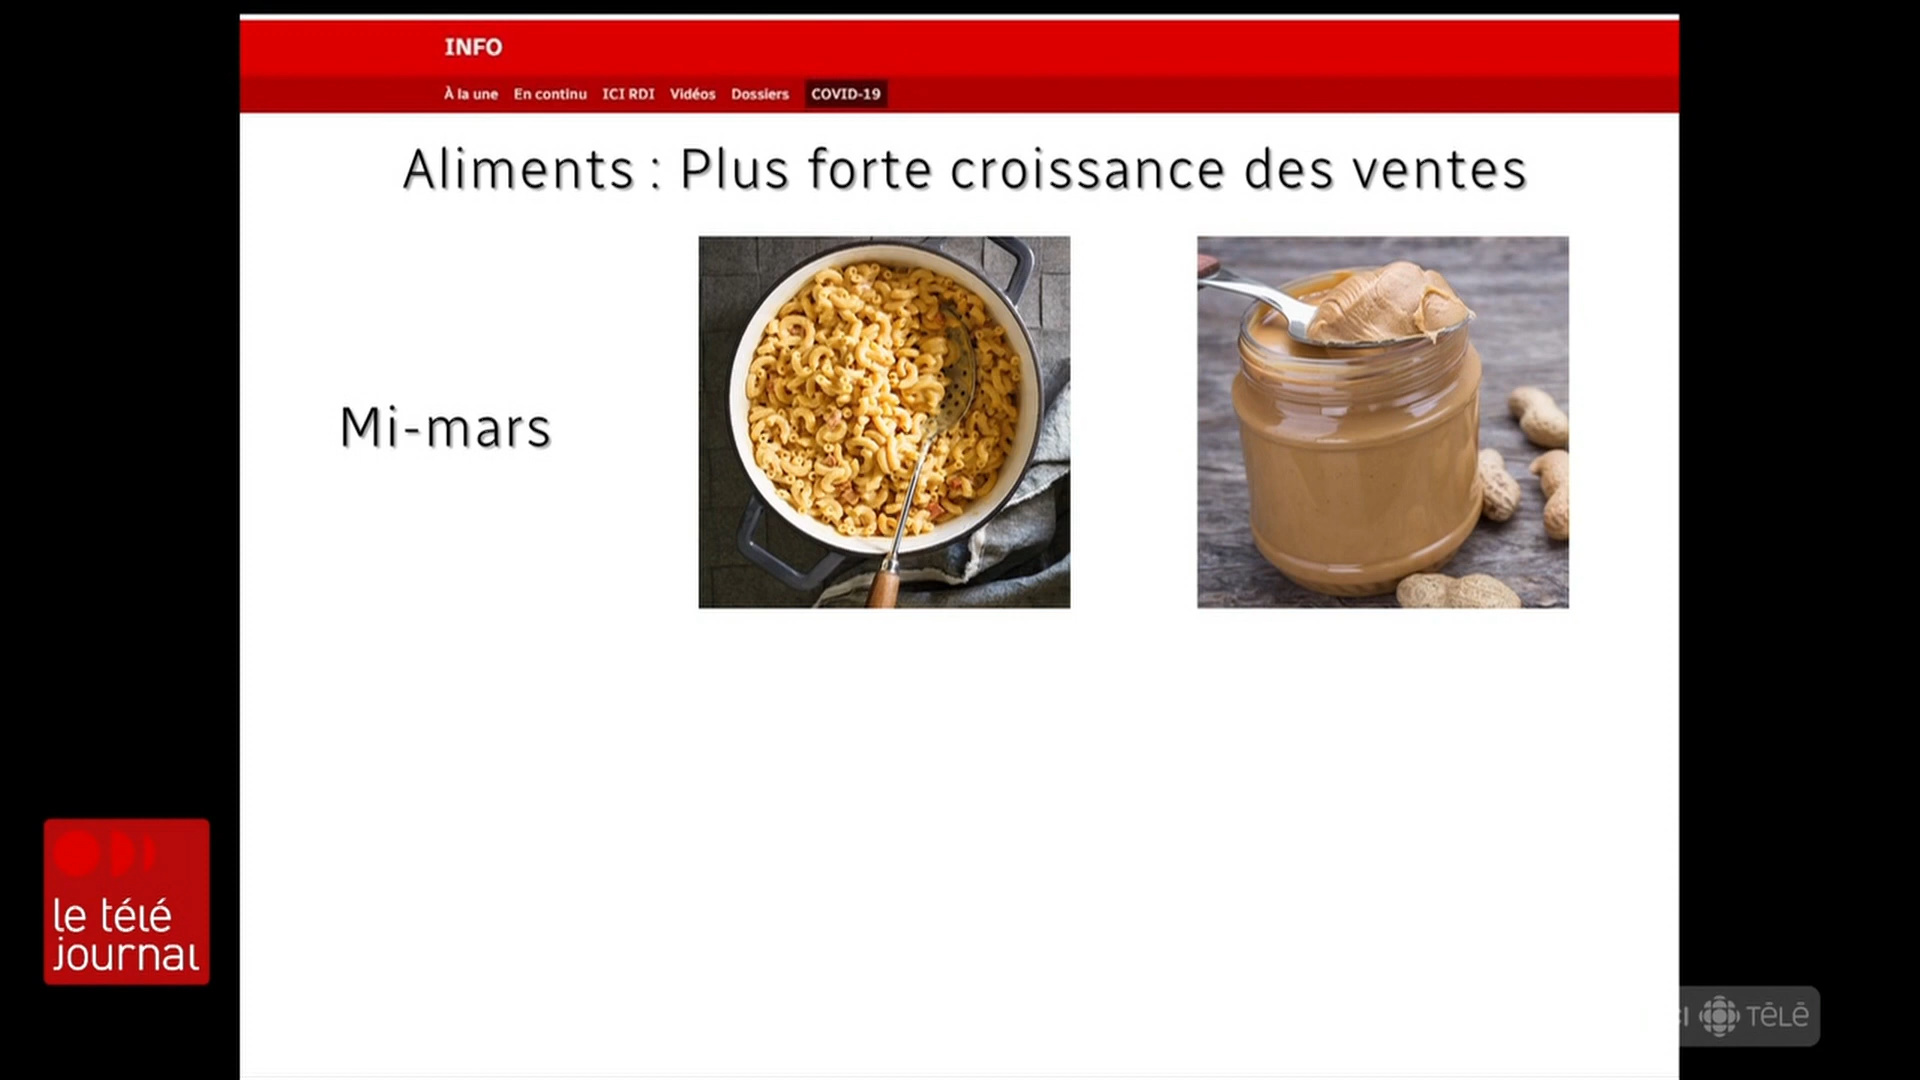 INFO
À la une En continu ICI RDI Vidéos Dossiers COVID-19
Aliments : Plus forte croissance des ventes
Mi-mars
le télé
journal
TÉLÉ